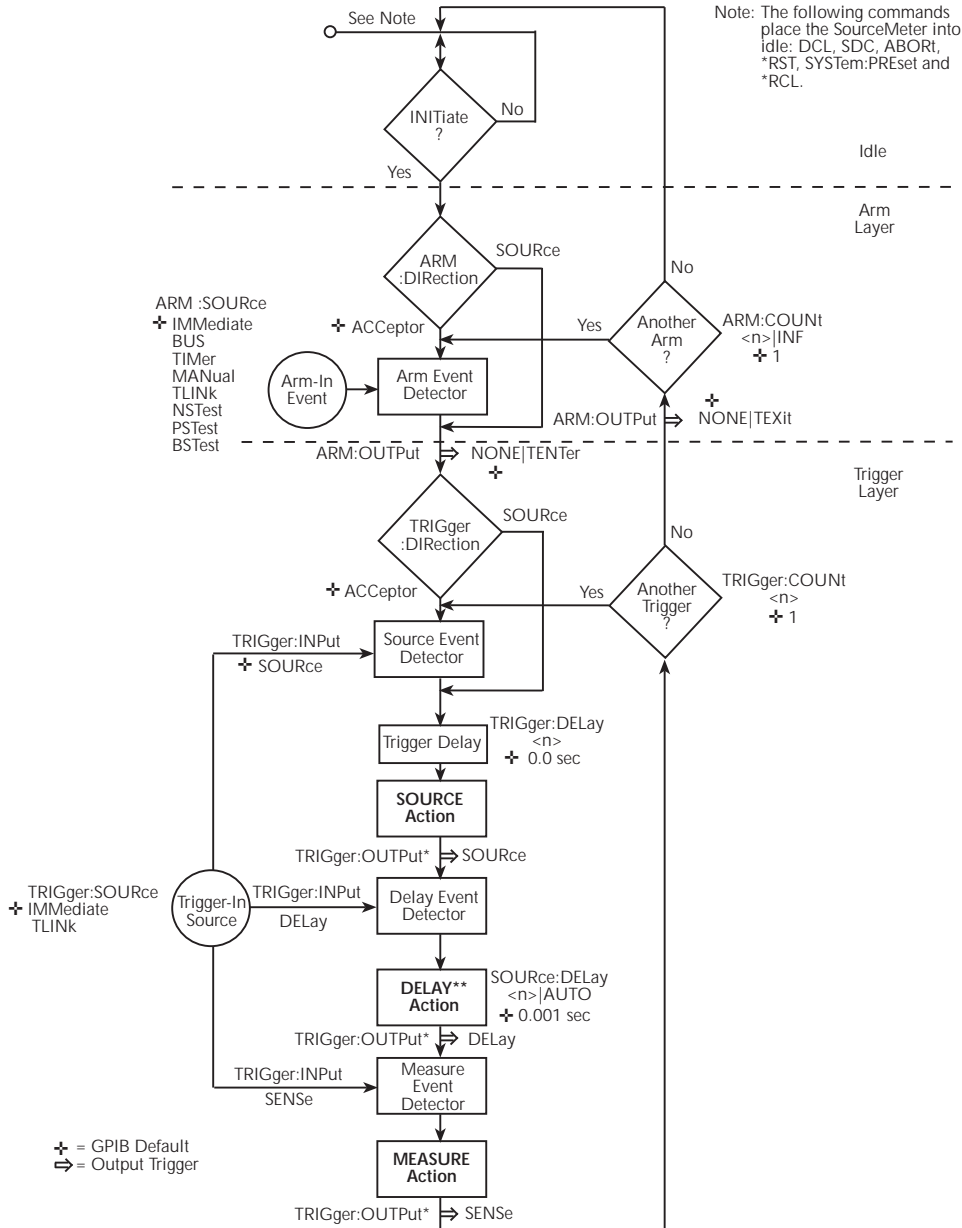 See Note
Note: The following commands
place the SourceMeter into
idle: DCL, SDC, ABORt,
*RST, SYSTem:PREset and
*RCL.
INITiate
?
No
Yes
Idle
Arm
Layer
ARM
:DIRection
SOURce
No
ARM :SOURce
IMMediate
BUS
TIMer
MANual
TLINk
NSTest
PSTest
BSTest
ACCeptor
Yes
Another
Arm
?
ARM:COUNt
<n>|INF
1
Arm-In
Event
Arm Event
Detector
ARM:OUTPut
NONE|TEXit
ARM:OUTPut
NONE|TENTer
Trigger
Layer
TRIGger
:DIRection
SOURce
No
ACCeptor
Yes
Another
Trigger
?
TRIGger:COUNt
<n>
1
TRIGger:INPut
SOURce
Source Event
Detector
Trigger Delay
TRIGger:DELay
<n>
0.0 sec
SOURCE
Action
TRIGger:OUTPut*
SOURce
TRIGger:SOURce
IMMediate
TLINk
Trigger-In
Source
TRIGger:INPut
DELay
Delay Event
Detector
DELAY**
Action
SOURce:DELay
<n>|AUTO
0.001 sec
TRIGger:OUTPut*
DELay
TRIGger:INPut
SENSe
Measure
Event
Detector
= GPIB Default
= Output Trigger
MEASURE
Action
TRIGger:OUTPut*
SENSe